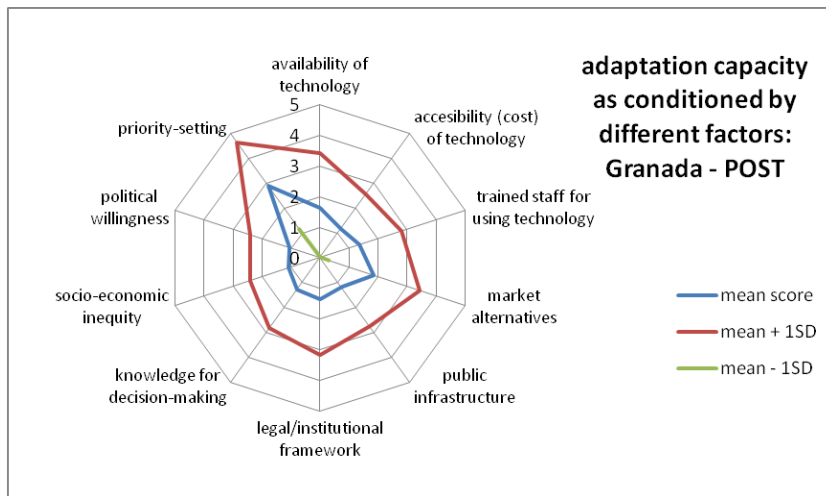 adaptation capacity
as conditioned by
different factors:
Granada - POST
availability of
technology
accesibility (cost)
of technology
trained staff for
using technology
market
alternatives
public
infrastructure
legal/institutional
framework
knowledge for
decision-making
socio-economic
inequity
political
willingness
priority-setting
5
4
3
2
1
0
mean score
mean + 1SD
mean - 1SD